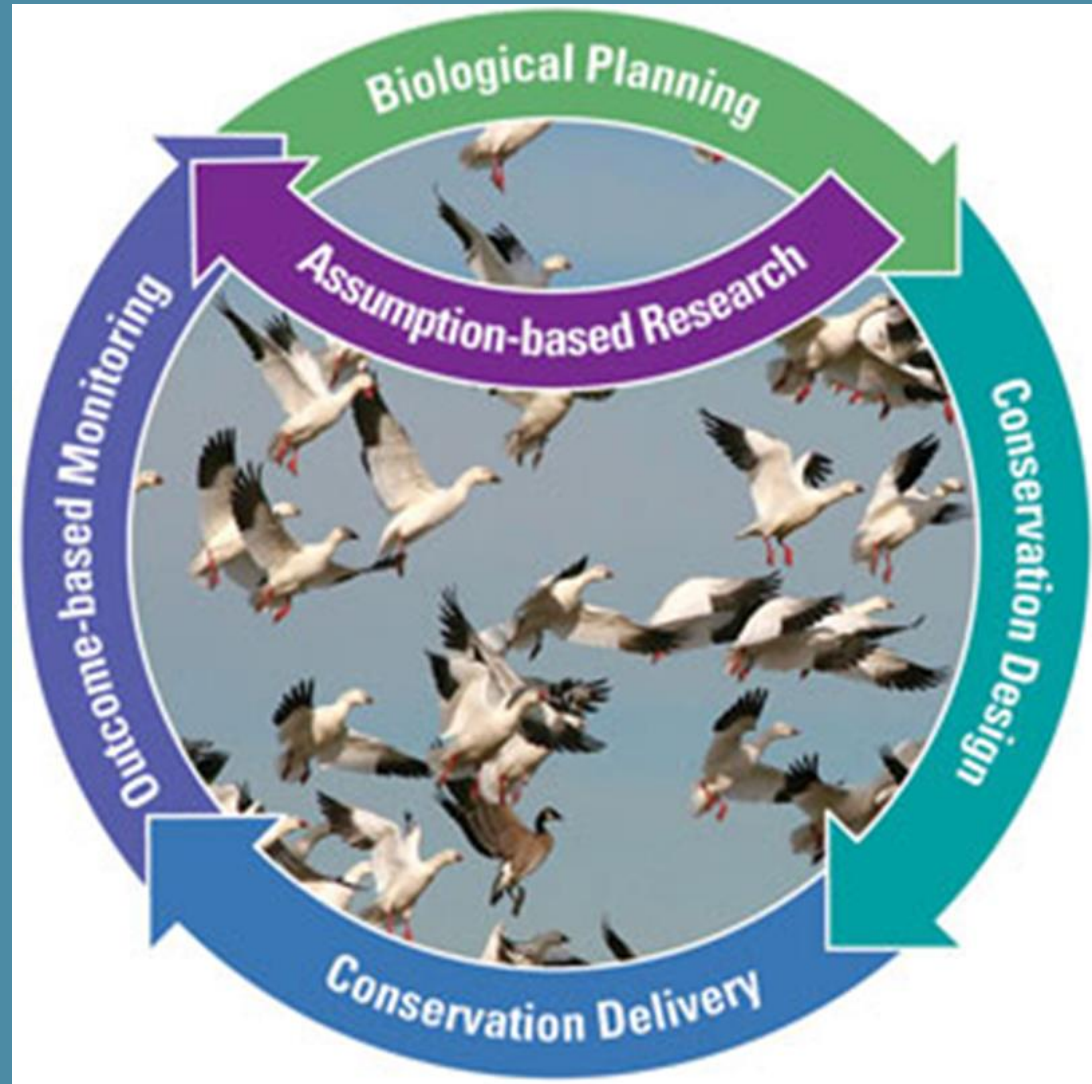 Biological Planning
Assumption-based Research
Conservation Design
Conservation Delivery
Outcome-based Monitoring